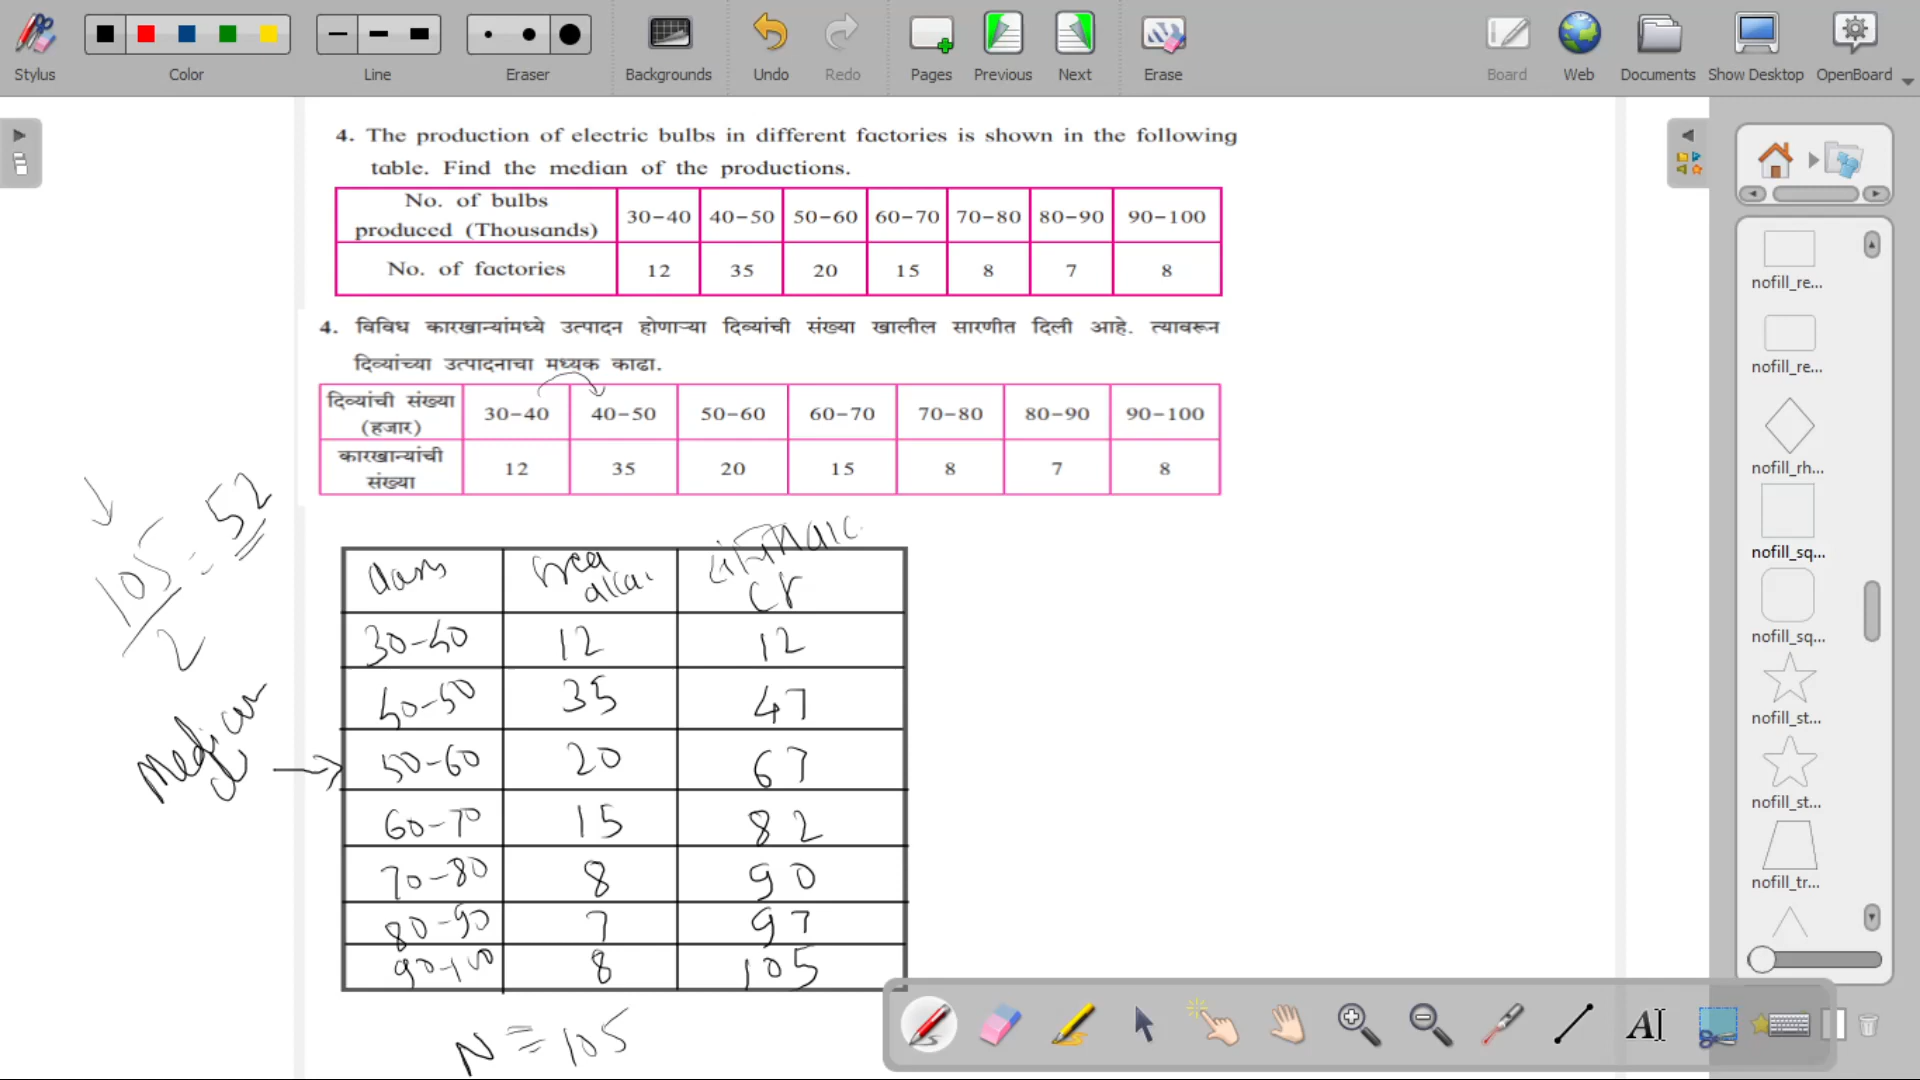 Stylus
Color
Line
Eraser
Backgrounds
Undo
Redo
Pages
Previous
Next
Erase
Board
Web
Documents
Show Desktop
OpenBoard
4. The production of electric bulbs in different factories is shown in the following
table. Find the median of the productions.
No. of bulbs
produced (Thousands)
30-40 40-50 50-60 60-70 70-80 80-90 90-100
No. of factories 12 35 20 15 8 7 8
4. विविध कारखान्यांमध्ये उत्पादन होणाऱ्या दिव्यांची संख्या खालील सारणीत दिली आहे. त्यावरून
दिव्यांच्या उत्पादनाचा मध्यक काढा.
दिव्यांची संख्या
(हजार)
30-40 40-50 50-60 60-70 70-80 80-90 90-100
कारखान्यांची
संख्या
12 35 20 15 8 7 8
105 = 52
2
Median
class
cf
30-40 12 12
40-50 35 47
50-60 20 67
60-70 15 82
70-80 8 90
80-90 7 97
90-100 8 105
N = 105
nofill_re...
nofill_re...
nofill_rh...
nofill_sq...
nofill_sq...
nofill_st...
nofill_st...
nofill_tr...